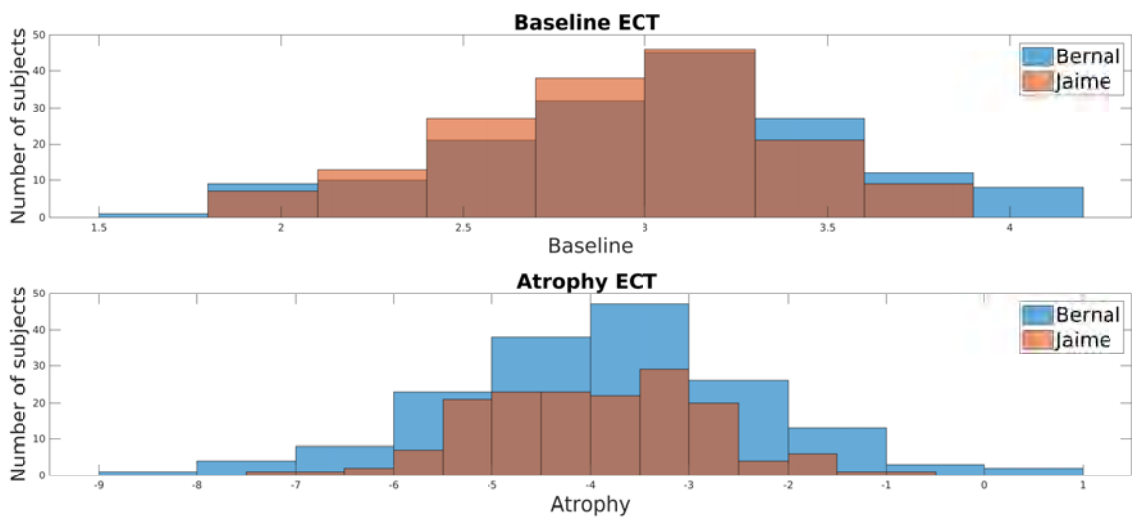 Baseline ECT
Number of subjects
50
40
30
20
10
0
1.5
2
2.5
3
3.5
4
Baseline
Bernal
Jaime
Atrophy ECT
Number of subjects
50
40
30
20
10
0
-9
-8
-7
-6
-5
-4
-3
-2
-1
0
1
Atrophy
Bernal
Jaime